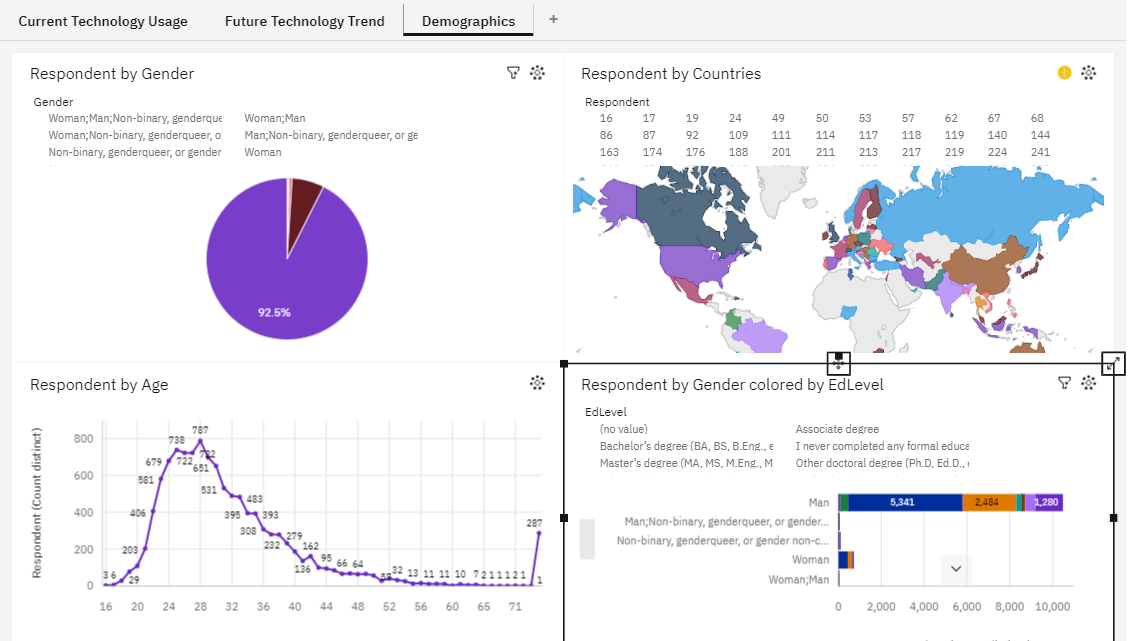 Current Technology Usage Future Technology Trend Demographics +
Respondent by Gender
Gender
Woman;Man;Non-binary, genderque Woman;Man
Woman;Non-binary, genderqueer, o Man;Non-binary, genderqueer, or ge
Non-binary, genderqueer, or gender Woman
92.5%
Respondent by Countries
Respondent
16 17 19 24 49 50 53 57 62 67 68
86 87 92 109 111 114 117 118 119 140 144
163 174 176 188 201 211 213 217 219 224 241
Respondent by Age
Respondent (Count distinct)
800
600
400
200
0
787
738
722
679
651
581
531
483
406
395
393
308
279
232
203
162
136
95
66 64
29
3 6
32 13 11 11 10 7 2 1 1 1 2 1
287
1
16 20 24 28 32 36 40 44 48 52 56 60 65 71
Respondent by Gender colored by EdLevel
EdLevel
(no value) Associate degree
Bachelor's degree (BA, BS, B.Eng., e I never completed any formal educa
Master's degree (MA, MS, M.Eng., M Other doctoral degree (Ph.D, Ed.D.,
Man 5,341 2,484 1,280
Man;Non-binary, genderqueer, or gender...
Non-binary, genderqueer, or gender non-c...
Woman
Woman;Man
0 2,000 4,000 6,000 8,000 10,000